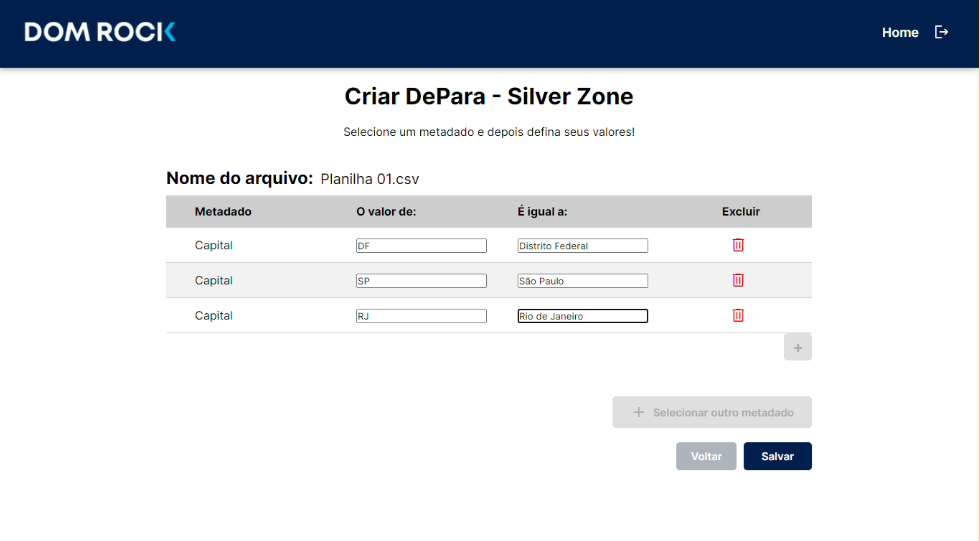 DOM ROCK
Home
Criar DePara - Silver Zone
Selecione um metadado e depois defina seus valores!
Nome do arquivo: Planilha 01.csv
Metadado O valor de: É igual a: Excluir
Capital DF Distrito Federal
Capital SP São Paulo
Capital RJ Rio de Janeiro
+
+ Selecionar outro metadado
Voltar Salvar